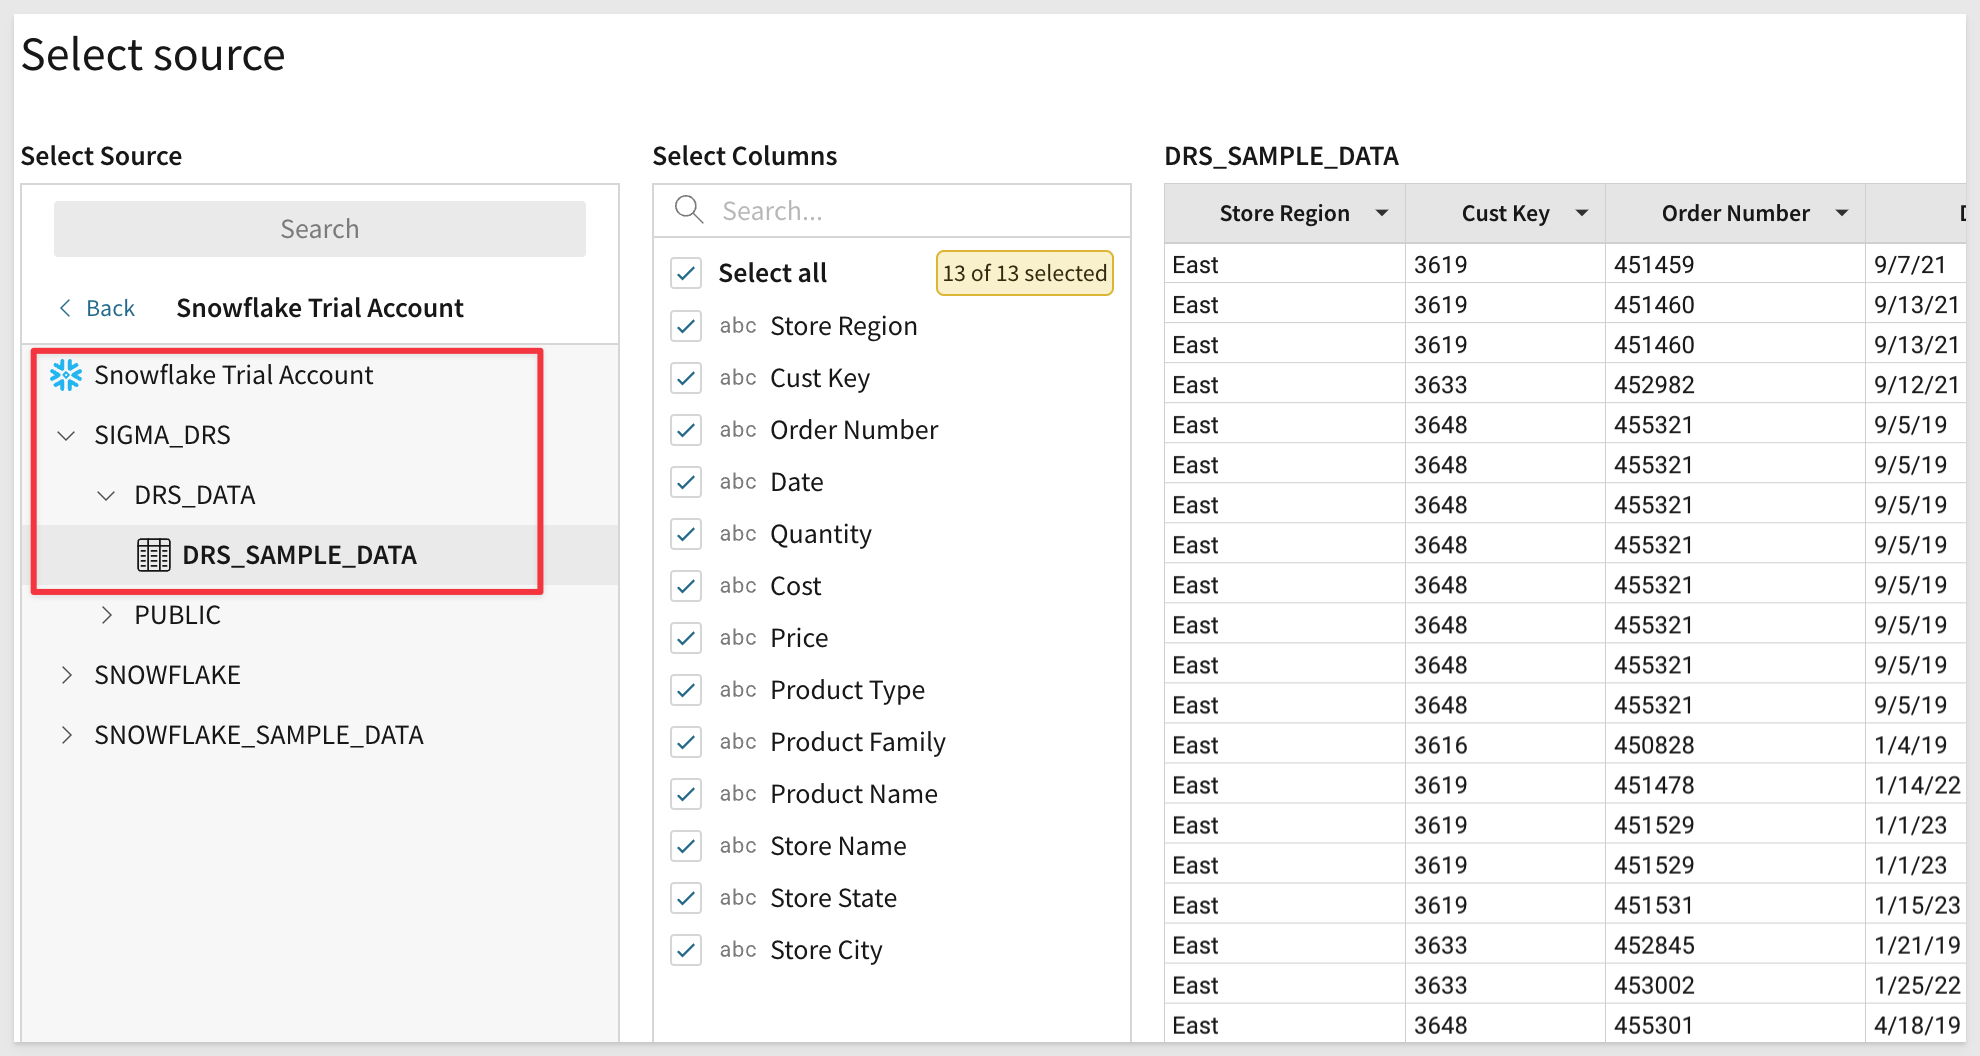 Select source
Select Source
Search
Back Snowflake Trial Account
Snowflake Trial Account
SIGMA_DRS
DRS_DATA
DRS_SAMPLE_DATA
PUBLIC
SNOWFLAKE
SNOWFLAKE_SAMPLE_DATA
Select Columns
Search...
Select all 13 of 13 selected
abc Store Region
abc Cust Key
abc Order Number
abc Date
abc Quantity
abc Cost
abc Price
abc Product Type
abc Product Family
abc Product Name
abc Store Name
abc Store State
abc Store City
DRS_SAMPLE_DATA
Store Region Cust Key Order Number
East 3619 451459 9/7/21
East 3619 451460 9/13/21
East 3619 451460 9/13/21
East 3633 452982 9/12/21
East 3648 455321 9/5/19
East 3648 455321 9/5/19
East 3648 455321 9/5/19
East 3648 455321 9/5/19
East 3648 455321 9/5/19
East 3648 455321 9/5/19
East 3648 455321 9/5/19
East 3648 455321 9/5/19
East 3616 450828 1/4/19
East 3619 451478 1/14/22
East 3619 451529 1/1/23
East 3619 451529 1/1/23
East 3619 451531 1/15/23
East 3633 452845 1/21/19
East 3633 453002 1/25/22
East 3648 455301 4/18/19